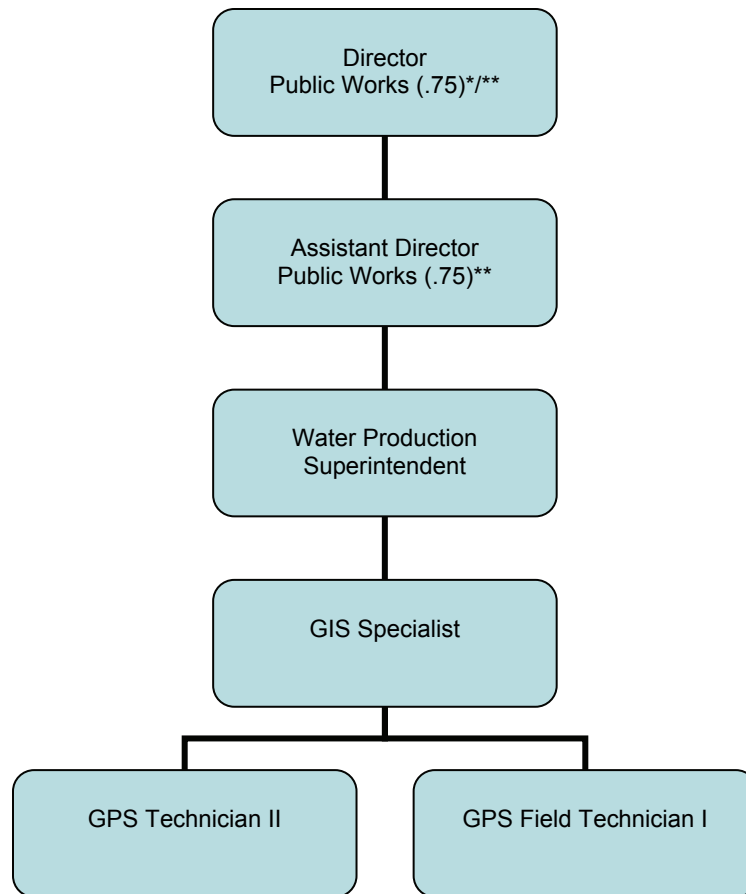 Director
Public Works (.75)*/**
Assistant Director
Public Works (.75)**
Water Production
Superintendent
GIS Specialist
GPS Technician II
GPS Field Technician I